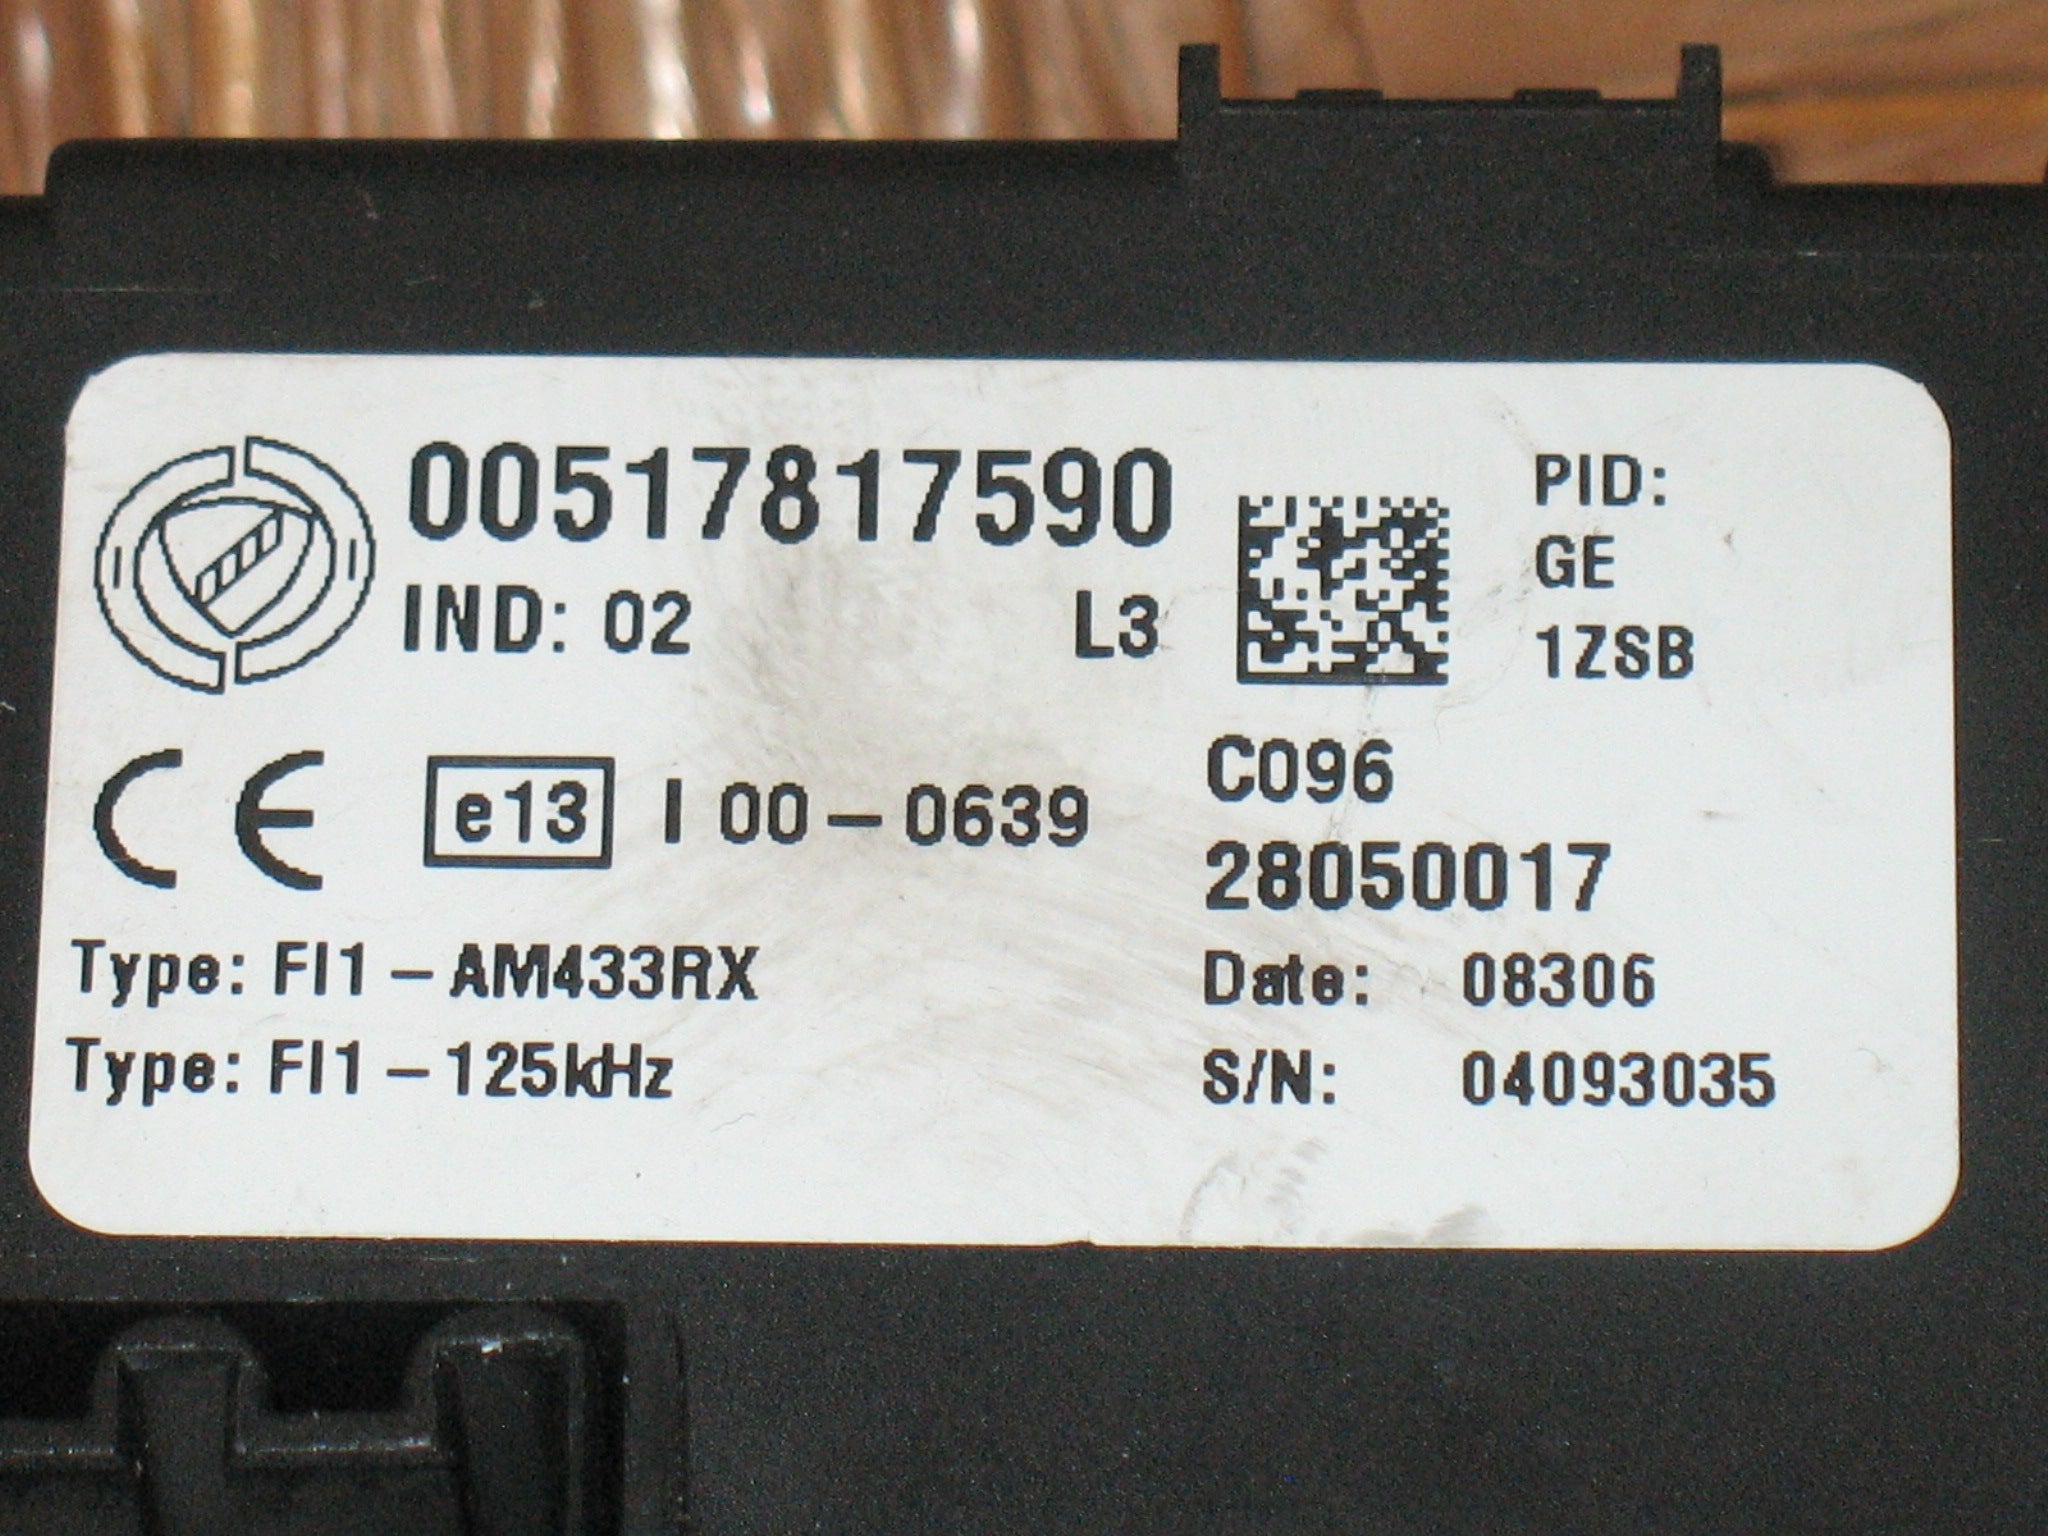 00517817590
IND: 02 L3
PID:
GE
1ZSB
CE e13 I 00-0639
C096
28050017
Type: FI1-AM433RX
Date: 08306
Type: FI1-125kHz
S/N: 04093035